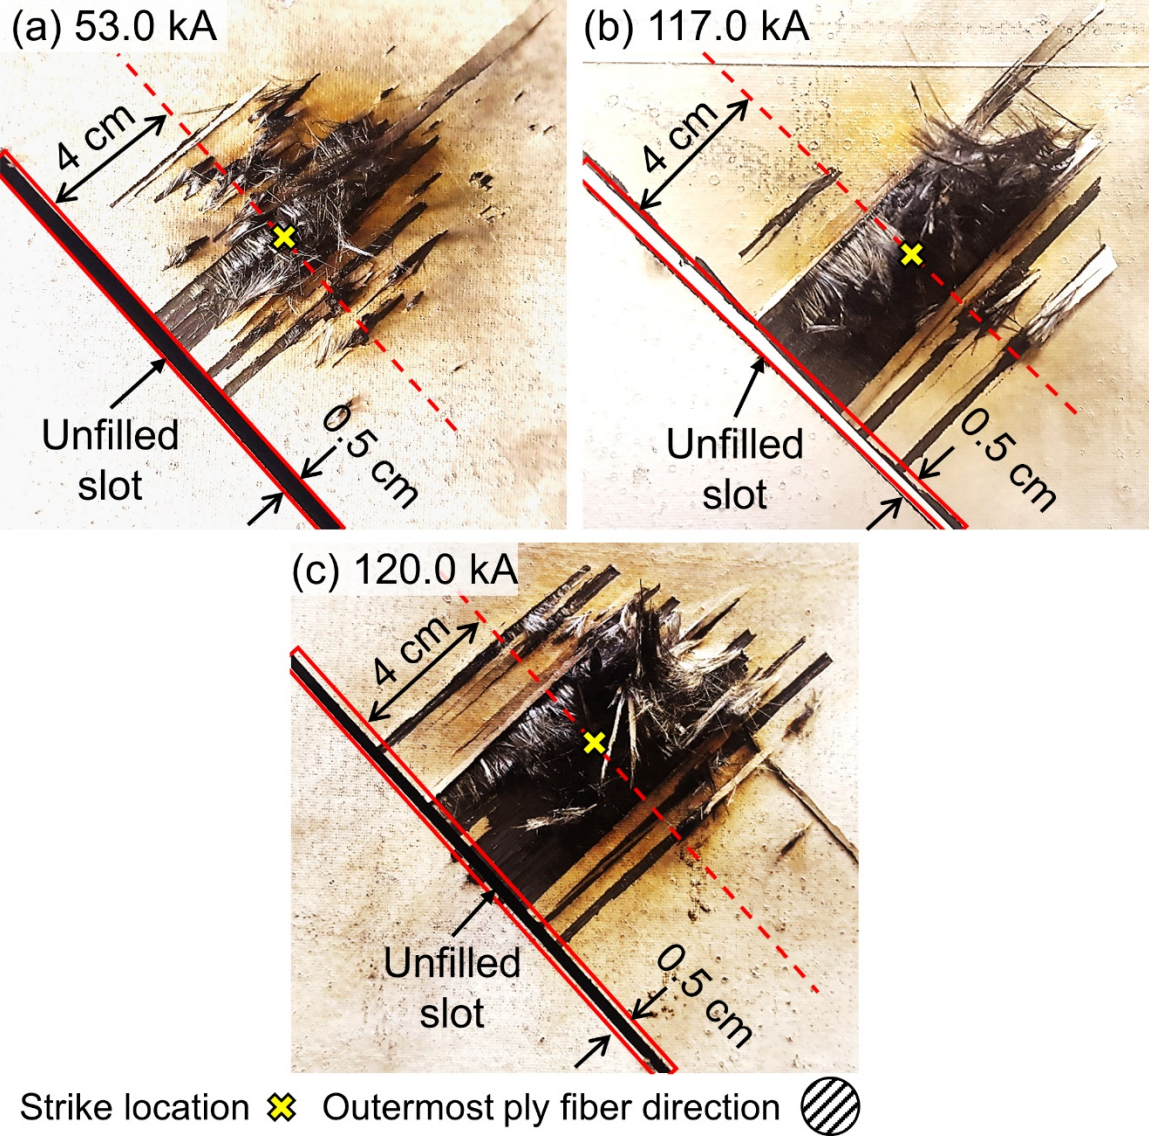 (a) 53.0 kA
4 cm
Unfilled
slot
0.5 cm
(b) 117.0 kA
4 cm
Unfilled
slot
0.5 cm
(c) 120.0 kA
4 cm
Unfilled
slot
0.5 cm
Strike location
Outermost ply fiber direction